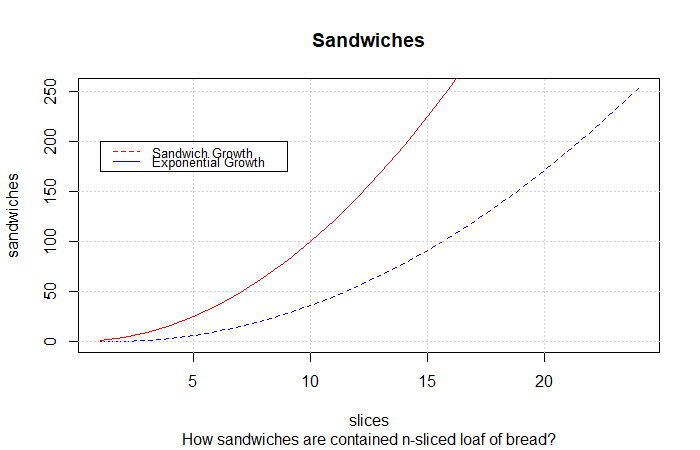 Sandwiches
250
200
150
100
50
0
sandwiches
Sandwich Growth
Exponential Growth
5 10 15 20
slices
How sandwiches are contained n-sliced loaf of bread?